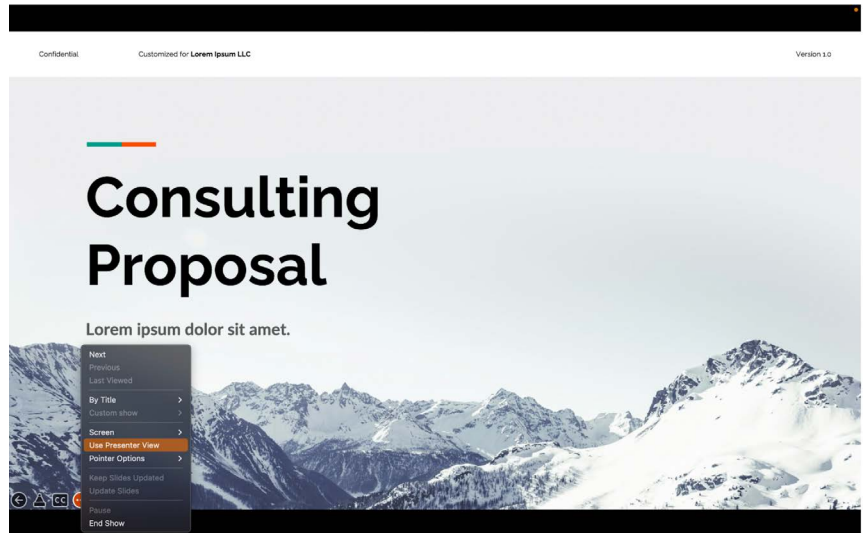 Confidential Customized for Lorem Ipsum LLC Version 1.0
Consulting
Proposal
Lorem ipsum dolor sit amet.
Next
Previous
Last Viewed
By Title
Custom show
Screen
Use Presenter View
Pointer Options
Keep Slides Updated
Update Slides
Pause
End Show
CC